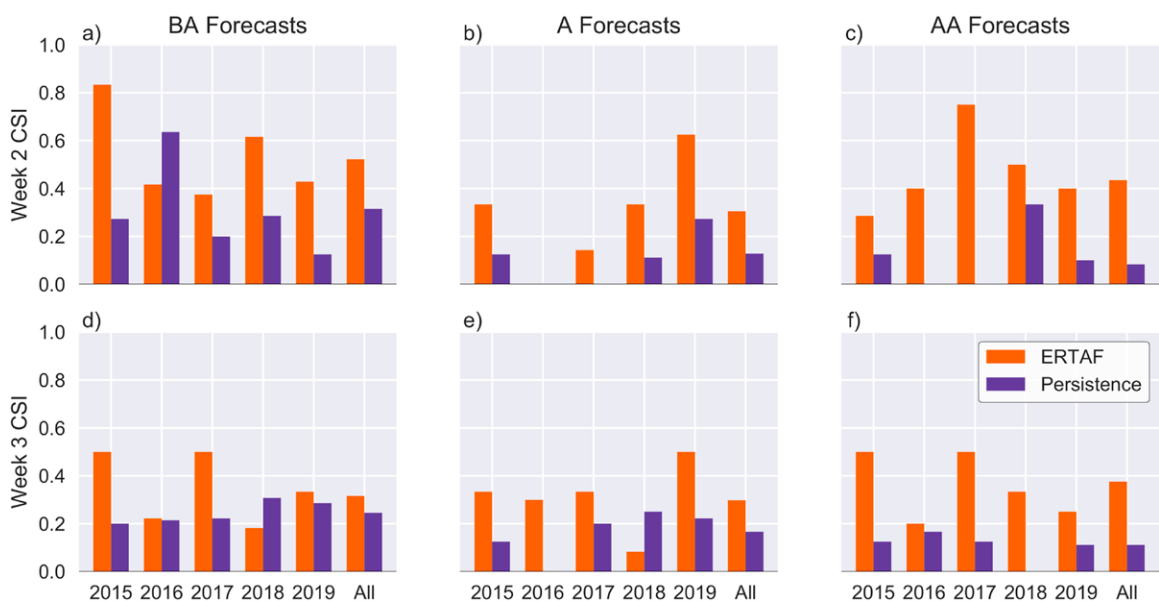 BA Forecasts
A Forecasts
AA Forecasts
a)
b)
c)
1.0
0.8
0.6
0.4
0.2
0.0
Week 2 CSI
d)
e)
f)
1.0
0.8
0.6
0.4
0.2
0.0
Week 3 CSI
ERTAF
Persistence
2015 2016 2017 2018 2019 All
2015 2016 2017 2018 2019 All
2015 2016 2017 2018 2019 All